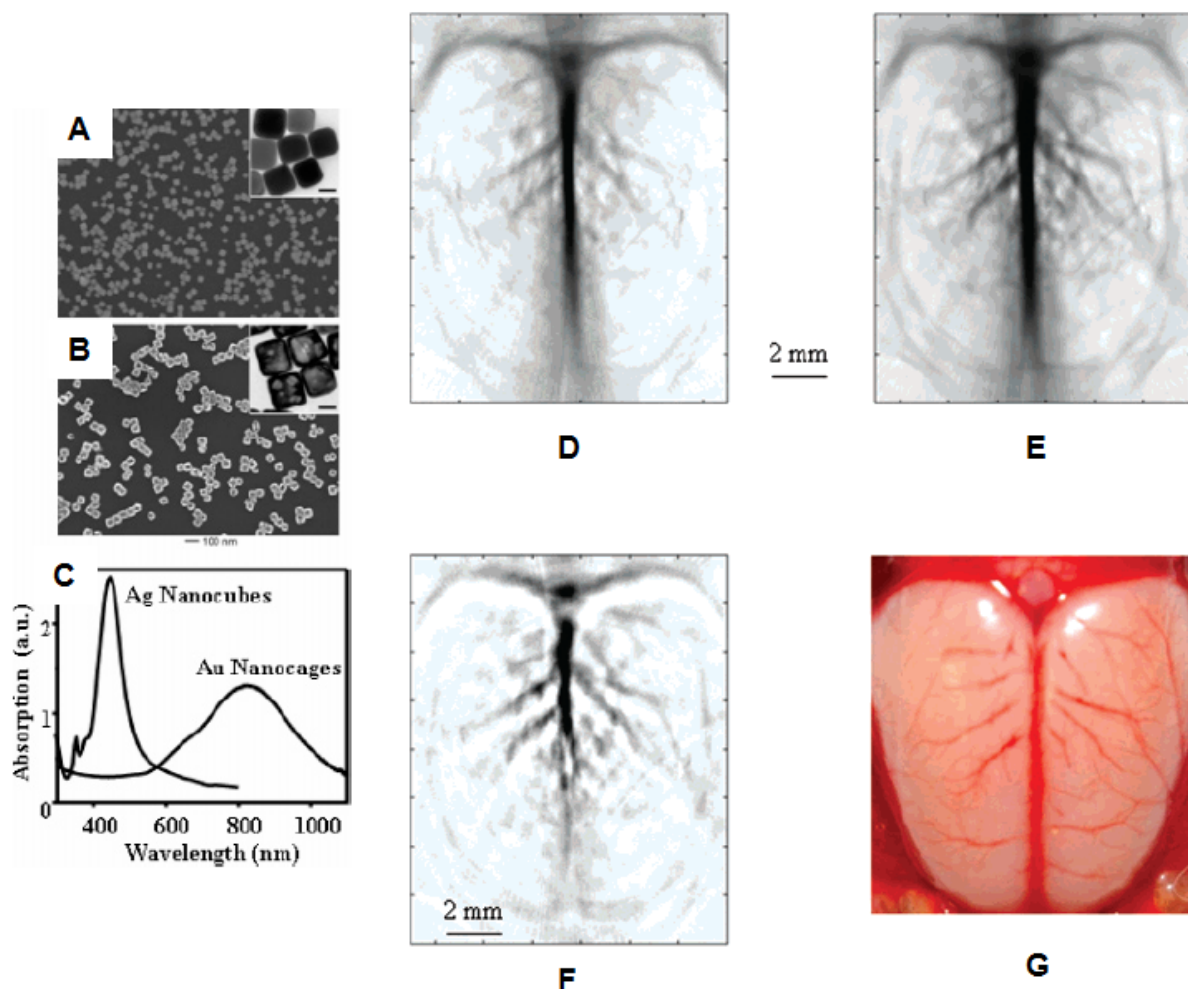 A
B
100 nm
C
Ag Nanocubes
Au Nanocages
Absorption (a.u.)
2
1
0
400 600 800 1000
Wavelength (nm)
D
2 mm
E
2 mm
F
G